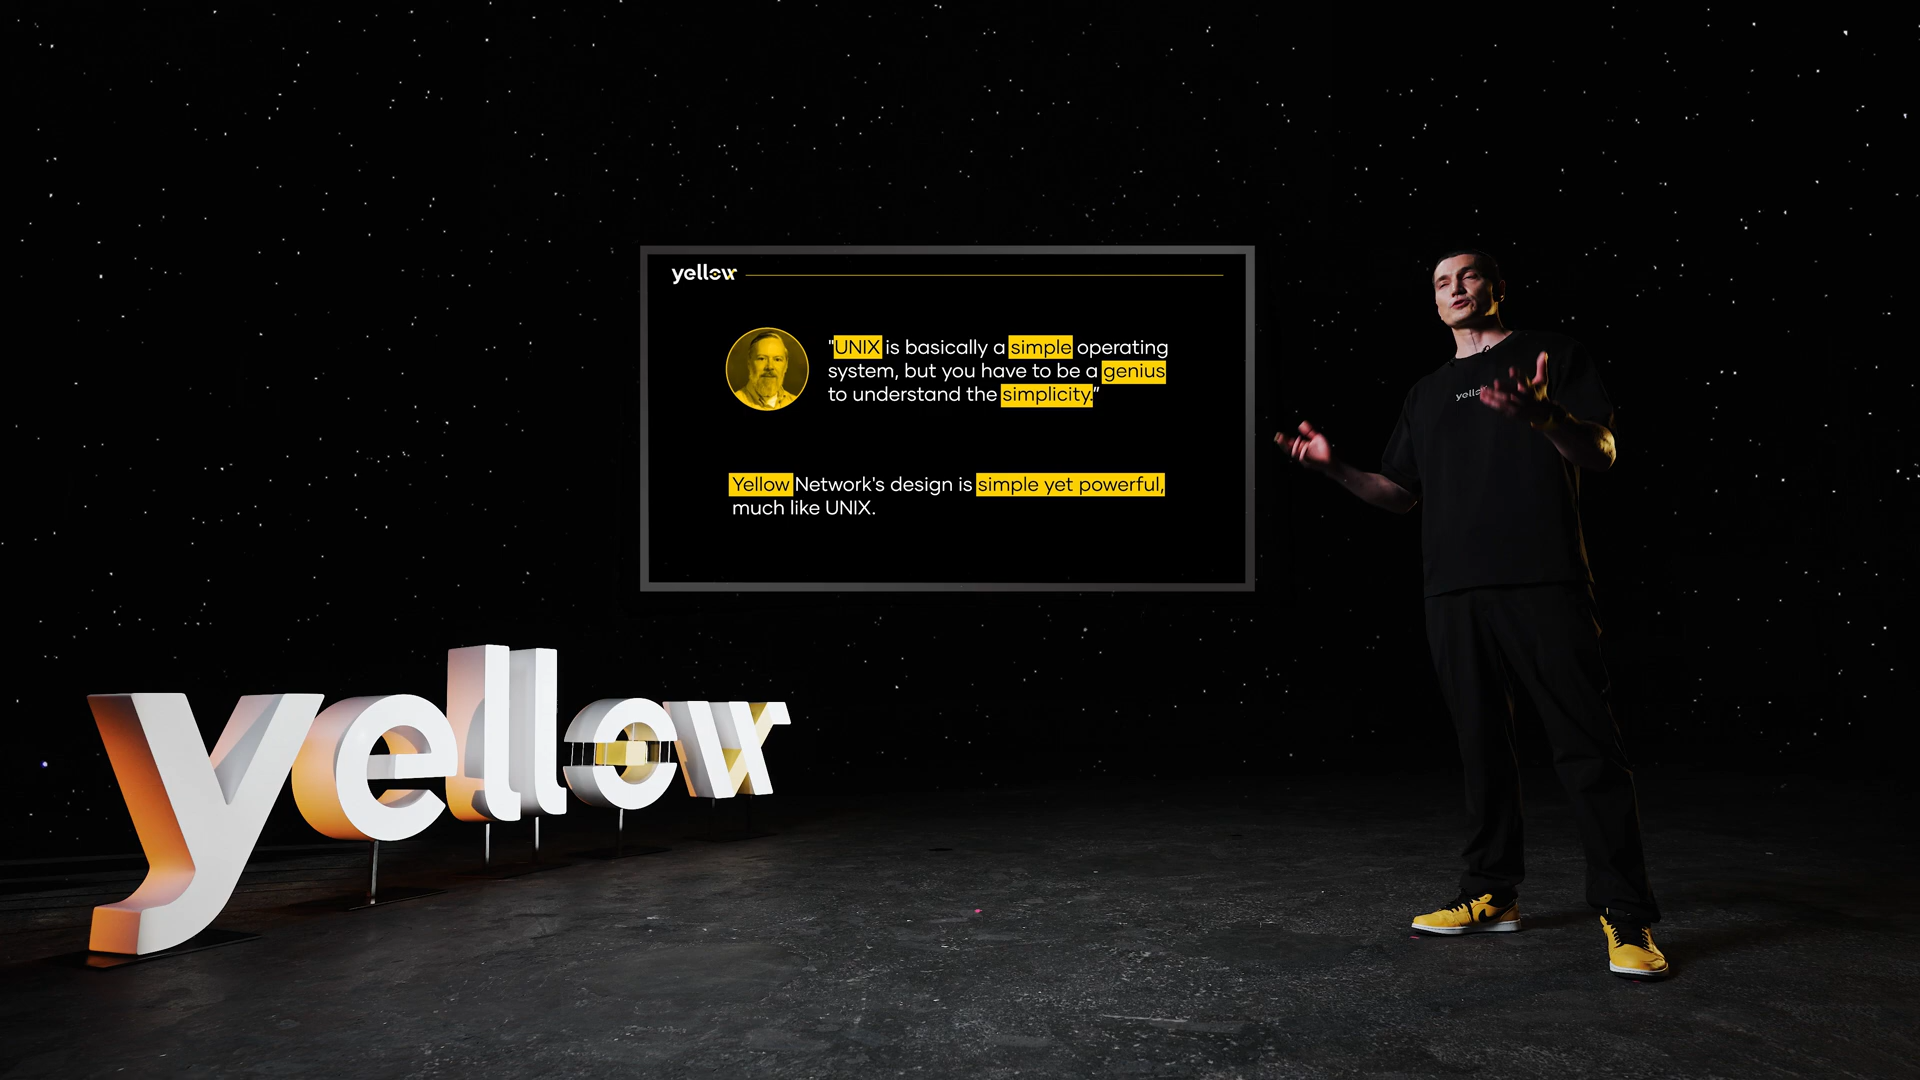 yellow
"UNIX is basically a simple operating
system, but you have to be a genius
to understand the simplicity."
Yellow Network's design is simple yet powerful,
much like UNIX.
yellow